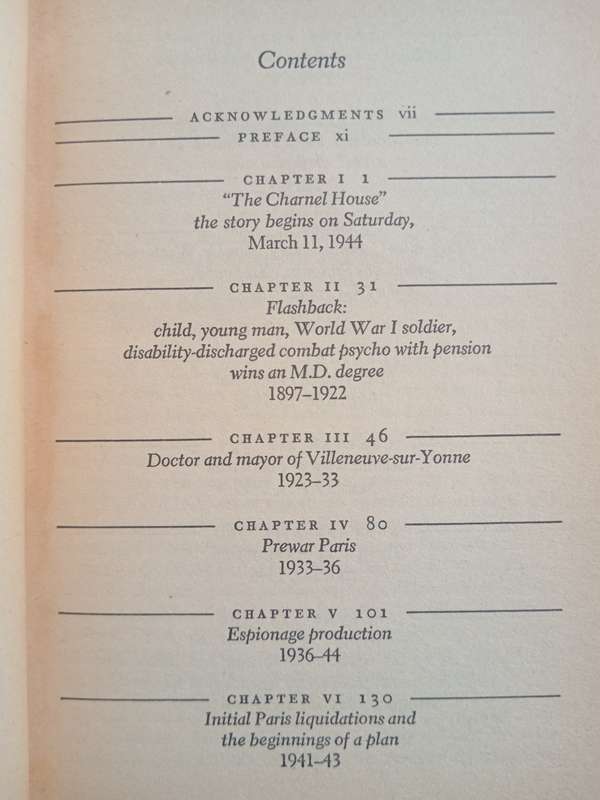 Contents
ACKNOWLEDGMENTS vii
PREFACE xi
CHAPTER I 1
"The Charnel House"
the story begins on Saturday,
March 11, 1944
CHAPTER II 31
Flashback:
child, young man, World War I soldier,
disability-discharged combat psycho with pension
wins an M.D. degree
1897–1922
CHAPTER III 46
Doctor and mayor of Villeneuve-sur-Yonne
1923–33
CHAPTER IV 80
Prewar Paris
1933–36
CHAPTER V 101
Espionage production
1936–44
CHAPTER VI 130
Initial Paris liquidations and
the beginnings of a plan
1941–43